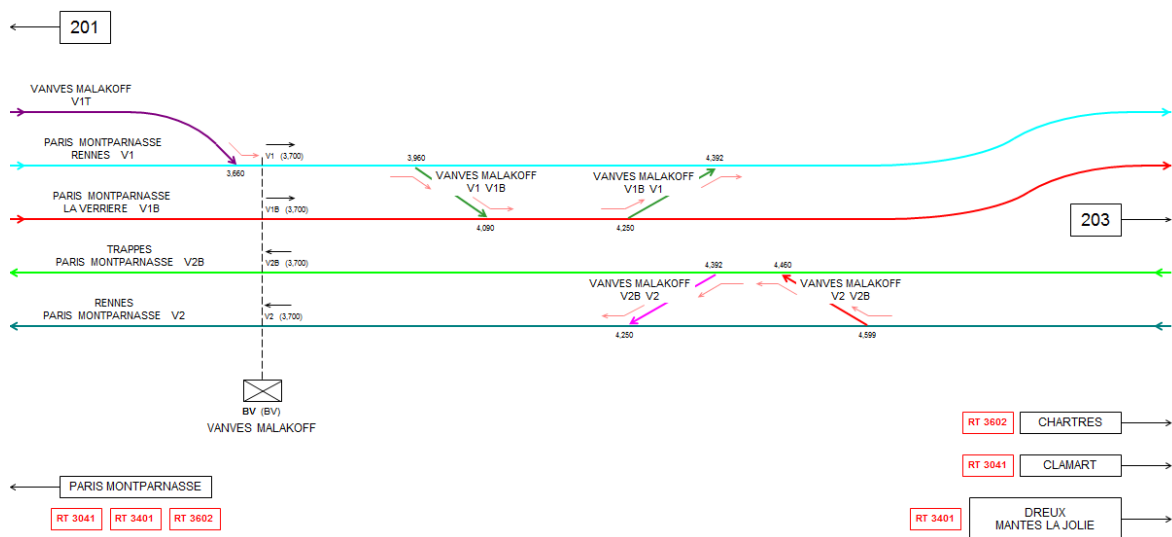 201
VANVES MALAKOFF
V1T
PARIS MONTPARNASSE
RENNES V1
3,660
V1 (3,700)
3,960
VANVES MALAKOFF
V1 V1B
VANVES MALAKOFF
V1B V1
4,392
PARIS MONTPARNASSE
LA VERRIERE V1B
V1B (3,700)
4,090
4,250
203
TRAPPES
PARIS MONTPARNASSE V2B
V2B (3,700)
4,392
4,460
VANVES MALAKOFF
V2B V2
VANVES MALAKOFF
V2 V2B
RENNES
PARIS MONTPARNASSE V2
V2 (3,700)
4,250
4,599
BV (BV)
VANVES MALAKOFF
RT 3602
CHARTRES
RT 3041
CLAMART
PARIS MONTPARNASSE
RT 3041 RT 3401 RT 3602
RT 3401
DREUX
MANTES LA JOLIE